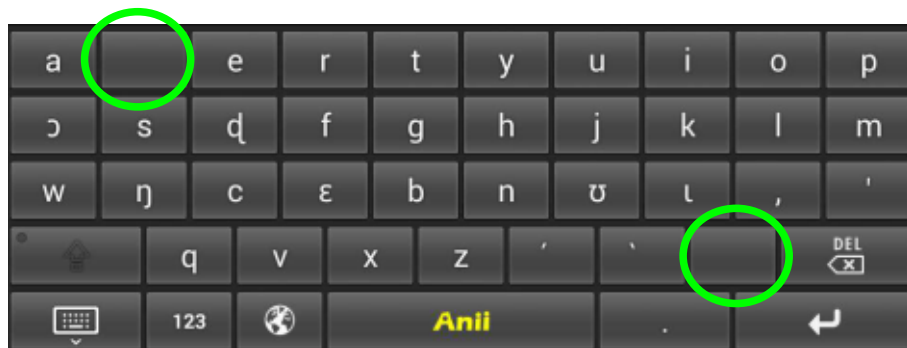 a e r t y u i o p
ɔ s ɖ f g h j k l m
w ŋ c ɛ b n ʊ ɩ , '
q v x z ˊ ˋ DEL
123 Anii .